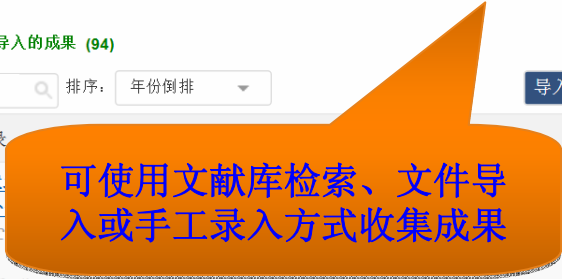 导入的成果 (94)
排序： 年份倒排 导入
可使用文献库检索、文件导
入或手工录入方式收集成果